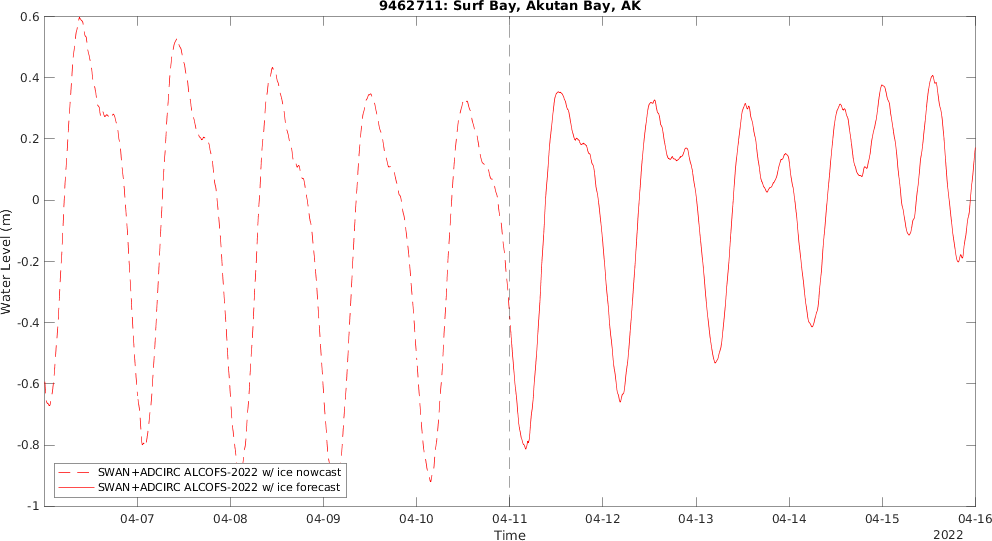 9462711: Surf Bay, Akutan Bay, AK
Water Level (m)
0.6
0.4
0.2
0
-0.2
-0.4
-0.6
-0.8
-1
SWAN+ADCIRC ALCOFS-2022 w/ ice nowcast
SWAN+ADCIRC ALCOFS-2022 w/ ice forecast
04-07 04-08 04-09 04-10 04-11 04-12 04-13 04-14 04-15 04-16
Time
2022